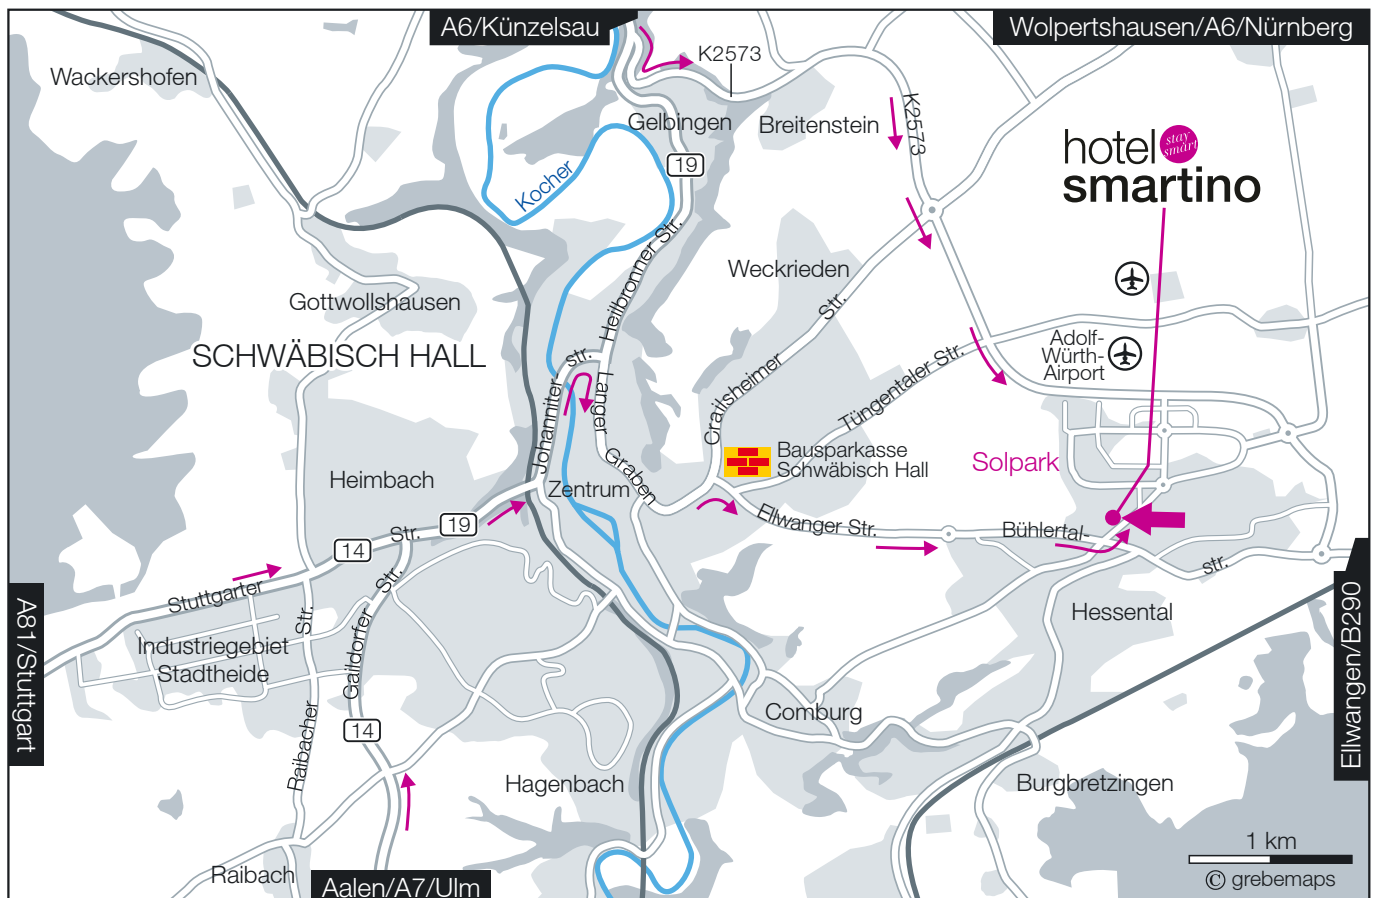 A6/Künzelsau
Wolpertshausen/A6/Nürnberg
Wackershofen
K2573
Gelbingen
Breitenstein
K2573
hotel
stay
smart
smartino
19
Kocher
Heilbronner Str.
Weckrieden
Gottwollshausen
SCHWÄBISCH HALL
Crailsheimer
Str.
Adolf-
Würth-
Airport
Tüngentaler Str.
Johanniter-
str.
Langer
Graben
Bausparkasse
Schwäbisch Hall
Solpark
Heimbach
Zentrum
Ellwanger Str.
Bühlertal-
str.
19
14
Stuttgarter
Str.
Hessental
Industriegebiet
Stadtheide
Raibacher
Str.
Gaildorfer
Str.
14
A81/Stuttgart
Ellwangen/B290
Comburg
Hagenbach
Burgbretzingen
Raibach
Aalen/A7/Ulm
1 km
© grebemaps